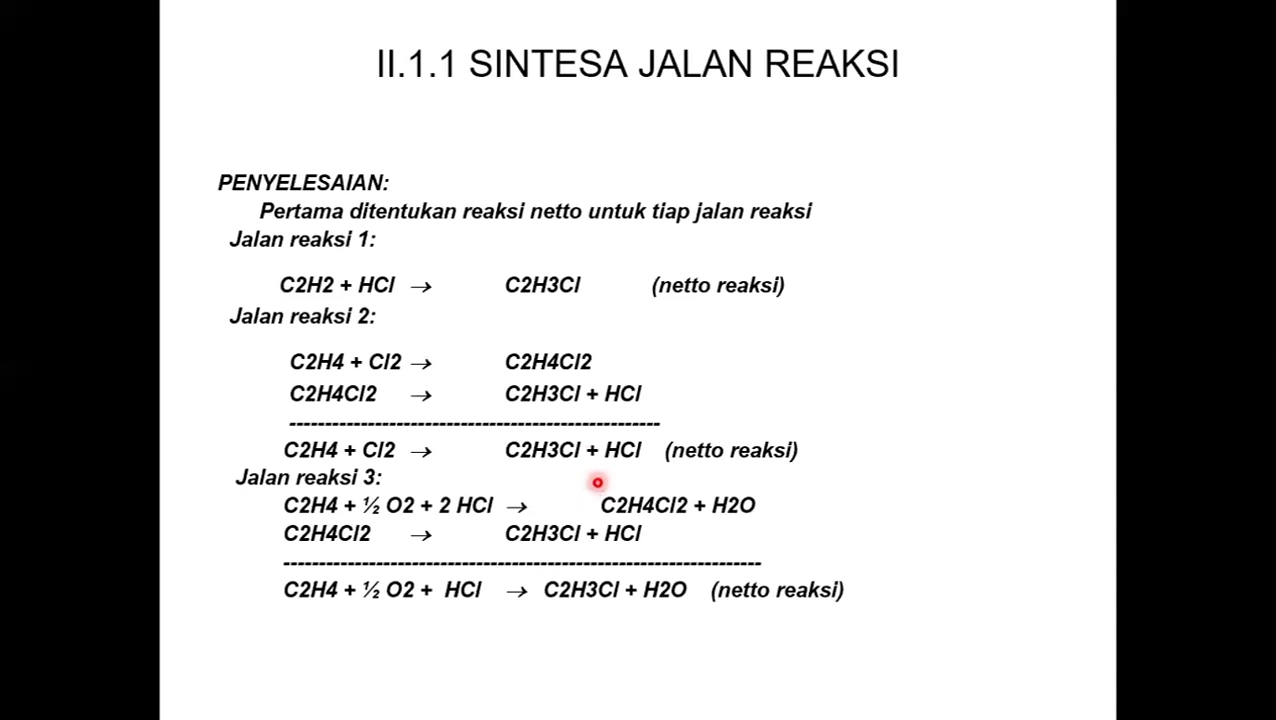 II.1.1 SINTESA JALAN REAKSI
PENYELESAIAN:
Pertama ditentukan reaksi netto untuk tiap jalan reaksi
Jalan reaksi 1:
C2H2 + HCl → C2H3Cl (netto reaksi)
Jalan reaksi 2:
C2H4 + Cl2 → C2H4Cl2
C2H4Cl2 → C2H3Cl + HCl
----------------------------------------------------
C2H4 + Cl2 → C2H3Cl + HCl (netto reaksi)
Jalan reaksi 3:
C2H4 + ½ O2 + 2 HCl → C2H4Cl2 + H2O
C2H4Cl2 → C2H3Cl + HCl
-------------------------------------------------------------------
C2H4 + ½ O2 + HCl → C2H3Cl + H2O (netto reaksi)